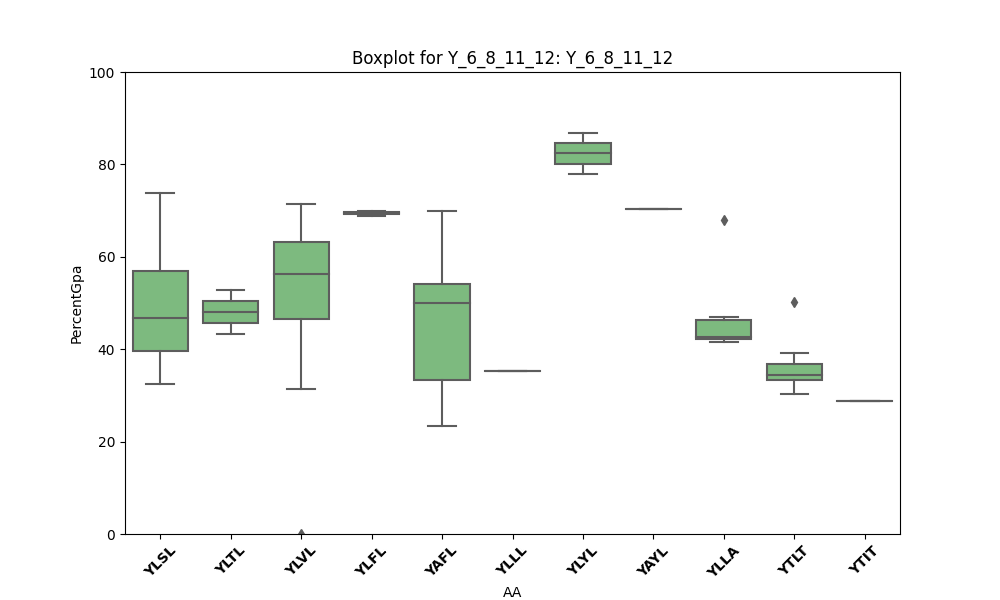 Boxplot for Y_6_8_11_12: Y_6_8_11_12
100
80
60
40
20
0
PercentGpa
YLSL
YLTL
YLVL
YLFL
YAFL
YLLL
YLYL
YAYL
YLLA
YTLT
YTIT
AA